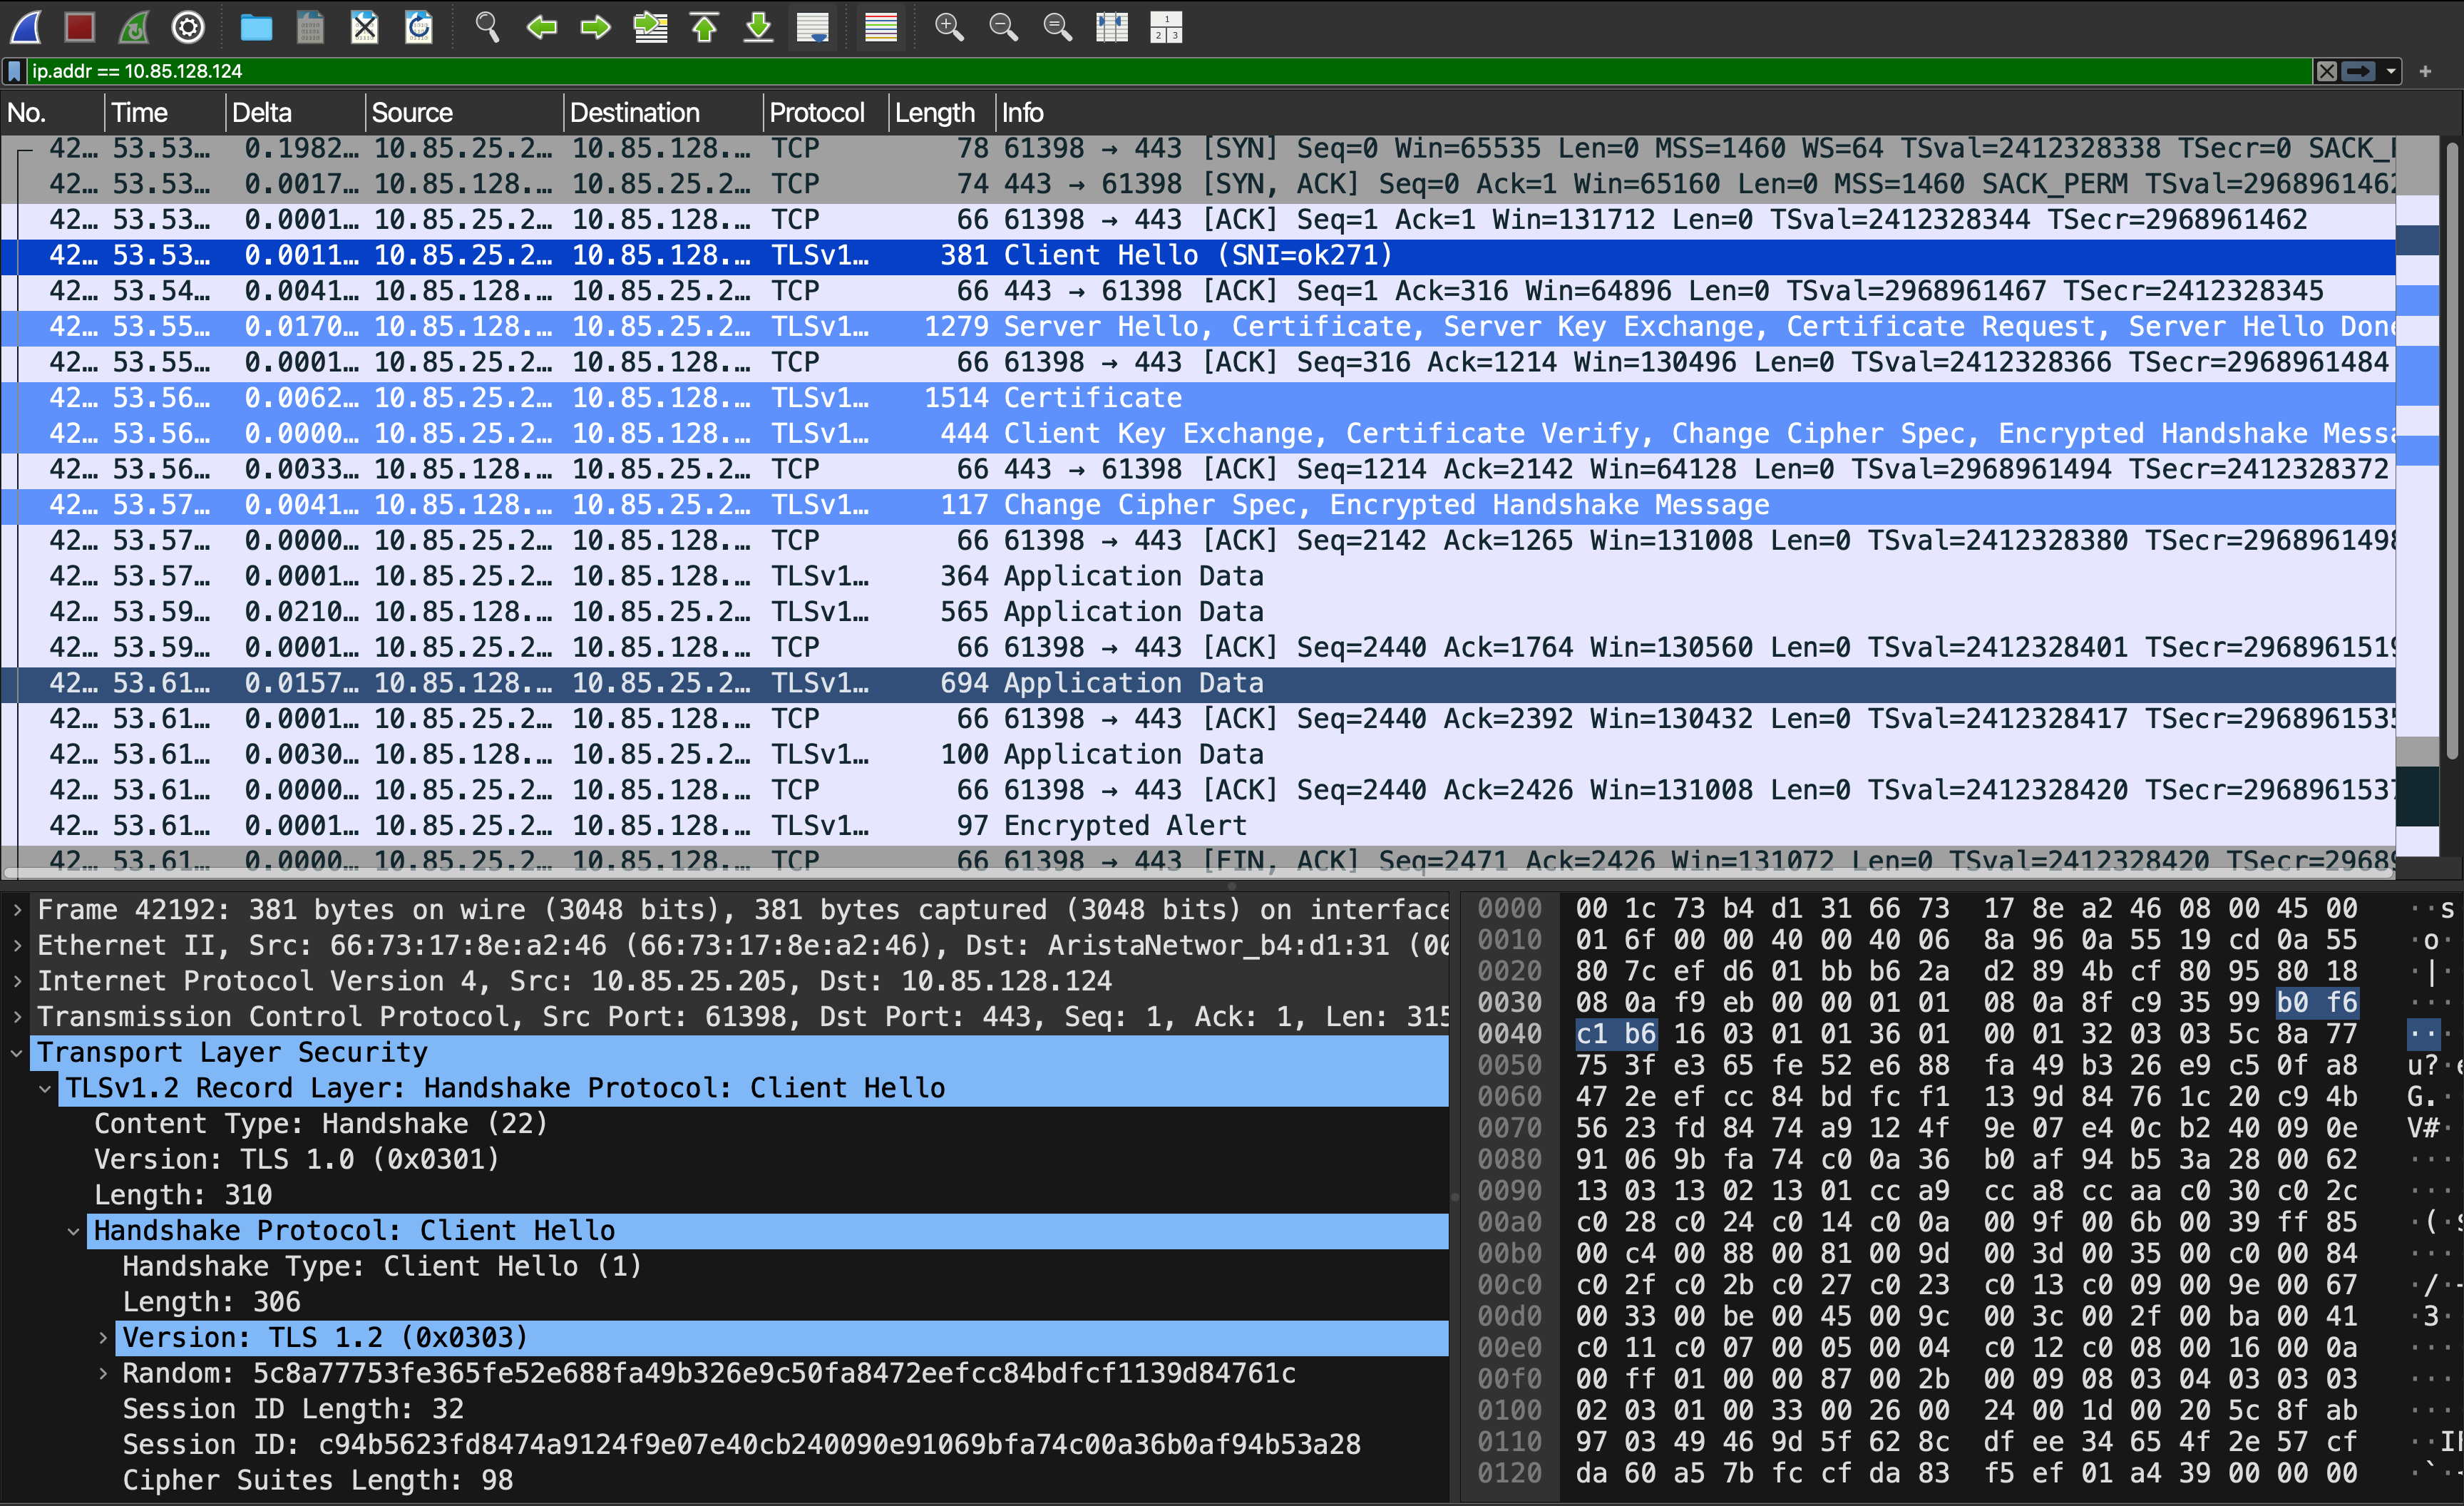 ip.addr == 10.85.128.124
No. Time Delta Source Destination Protocol Length Info
42… 53.53… 0.1982… 10.85.25.2… 10.85.128.… TCP 78 61398 → 443 [SYN] Seq=0 Win=65535 Len=0 MSS=1460 WS=64 TSval=2412328338 TSecr=0 SACK_
42… 53.53… 0.0017… 10.85.128.… 10.85.25.2… TCP 74 443 → 61398 [SYN, ACK] Seq=0 Ack=1 Win=65160 Len=0 MSS=1460 SACK_PERM TSval=2968961462
42… 53.53… 0.0001… 10.85.25.2… 10.85.128.… TCP 66 61398 → 443 [ACK] Seq=1 Ack=1 Win=131712 Len=0 TSval=2412328344 TSecr=2968961462
42… 53.53… 0.0011… 10.85.25.2… 10.85.128.… TLSv1… 381 Client Hello (SNI=ok271)
42… 53.54… 0.0041… 10.85.128.… 10.85.25.2… TCP 66 443 → 61398 [ACK] Seq=1 Ack=316 Win=64896 Len=0 TSval=2968961467 TSecr=2412328345
42… 53.55… 0.0170… 10.85.128.… 10.85.25.2… TLSv1… 1279 Server Hello, Certificate, Server Key Exchange, Certificate Request, Server Hello Done
42… 53.55… 0.0001… 10.85.25.2… 10.85.128.… TCP 66 61398 → 443 [ACK] Seq=316 Ack=1214 Win=130496 Len=0 TSval=2412328366 TSecr=2968961484
42… 53.56… 0.0062… 10.85.25.2… 10.85.128.… TLSv1… 1514 Certificate
42… 53.56… 0.0000… 10.85.25.2… 10.85.128.… TLSv1… 444 Client Key Exchange, Certificate Verify, Change Cipher Spec, Encrypted Handshake Messa
42… 53.56… 0.0033… 10.85.128.… 10.85.25.2… TCP 66 443 → 61398 [ACK] Seq=1214 Ack=2142 Win=64128 Len=0 TSval=2968961494 TSecr=2412328372
42… 53.57… 0.0041… 10.85.128.… 10.85.25.2… TLSv1… 117 Change Cipher Spec, Encrypted Handshake Message
42… 53.57… 0.0000… 10.85.25.2… 10.85.128.… TCP 66 61398 → 443 [ACK] Seq=2142 Ack=1265 Win=131008 Len=0 TSval=2412328380 TSecr=2968961498
42… 53.57… 0.0001… 10.85.25.2… 10.85.128.… TLSv1… 364 Application Data
42… 53.59… 0.0210… 10.85.128.… 10.85.25.2… TLSv1… 565 Application Data
42… 53.59… 0.0001… 10.85.25.2… 10.85.128.… TCP 66 61398 → 443 [ACK] Seq=2440 Ack=1764 Win=130560 Len=0 TSval=2412328401 TSecr=2968961519
42… 53.61… 0.0157… 10.85.128.… 10.85.25.2… TLSv1… 694 Application Data
42… 53.61… 0.0001… 10.85.25.2… 10.85.128.… TCP 66 61398 → 443 [ACK] Seq=2440 Ack=2392 Win=130432 Len=0 TSval=2412328417 TSecr=2968961535
42… 53.61… 0.0030… 10.85.128.… 10.85.25.2… TLSv1… 100 Application Data
42… 53.61… 0.0000… 10.85.25.2… 10.85.128.… TCP 66 61398 → 443 [ACK] Seq=2440 Ack=2426 Win=131008 Len=0 TSval=2412328420 TSecr=2968961537
42… 53.61… 0.0001… 10.85.25.2… 10.85.128.… TLSv1… 97 Encrypted Alert
42… 53.61… 0.0000… 10.85.25.2… 10.85.128.… TCP 66 61398 → 443 [FIN, ACK] Seq=2471 Ack=2426 Win=131072 Len=0 TSval=2412328420 TSecr=29689
Frame 42192: 381 bytes on wire (3048 bits), 381 bytes captured (3048 bits) on interface
Ethernet II, Src: 66:73:17:8e:a2:46 (66:73:17:8e:a2:46), Dst: AristaNetwor_b4:d1:31 (00
Internet Protocol Version 4, Src: 10.85.25.205, Dst: 10.85.128.124
Transmission Control Protocol, Src Port: 61398, Dst Port: 443, Seq: 1, Ack: 1, Len: 315
Transport Layer Security
TLSv1.2 Record Layer: Handshake Protocol: Client Hello
Content Type: Handshake (22)
Version: TLS 1.0 (0x0301)
Length: 310
Handshake Protocol: Client Hello
Handshake Type: Client Hello (1)
Length: 306
Version: TLS 1.2 (0x0303)
Random: 5c8a77753fe365fe52e688fa49b326e9c50fa8472eefcc84bdfcf1139d84761c
Session ID Length: 32
Session ID: c94b5623fd8474a9124f9e07e40cb240090e91069bfa74c00a36b0af94b53a28
Cipher Suites Length: 98
0000 00 1c 73 b4 d1 31 66 73 17 8e a2 46 08 00 45 00 ··s
0010 01 6f 00 00 40 00 40 06 8a 96 0a 55 19 cd 0a 55 ·o·
0020 80 7c ef d6 01 bb b6 2a d2 89 4b cf 80 95 80 18 ·|·
0030 08 0a f9 eb 00 00 01 01 08 0a 8f c9 35 99 b0 f6 ···
0040 c1 b6 16 03 01 01 36 01 00 01 32 03 03 5c 8a 77 ···
0050 75 3f e3 65 fe 52 e6 88 fa 49 b3 26 e9 c5 0f a8 u?·e
0060 47 2e ef cc 84 bd fc f1 13 9d 84 76 1c 20 c9 4b G.·
0070 56 23 fd 84 74 a9 12 4f 9e 07 e4 0c b2 40 09 0e V#·
0080 91 06 9b fa 74 c0 0a 36 b0 af 94 b5 3a 28 00 62 ···
0090 13 03 13 02 13 01 cc a9 cc a8 cc aa c0 30 c0 2c ···
00a0 c0 28 c0 24 c0 14 c0 0a 00 9f 00 6b 00 39 ff 85 ·(·
00b0 00 c4 00 88 00 81 00 9d 00 3d 00 35 00 c0 00 84 ···
00c0 c0 2f c0 2b c0 27 c0 23 c0 13 c0 09 00 9e 00 67 ·/·
00d0 00 33 00 be 00 45 00 9c 00 3c 00 2f 00 ba 00 41 ·3·
00e0 c0 11 c0 07 00 05 00 04 c0 12 c0 08 00 16 00 0a ···
00f0 00 ff 01 00 00 87 00 2b 00 09 08 03 04 03 03 03 ···
0100 02 03 01 00 33 00 26 00 24 00 1d 00 20 5c 8f ab ···
0110 97 03 49 46 9d 5f 62 8c df ee 34 65 4f 2e 57 cf ··I
0120 da 60 a5 7b fc cf da 83 f5 ef 01 a4 39 00 00 00 ·`·